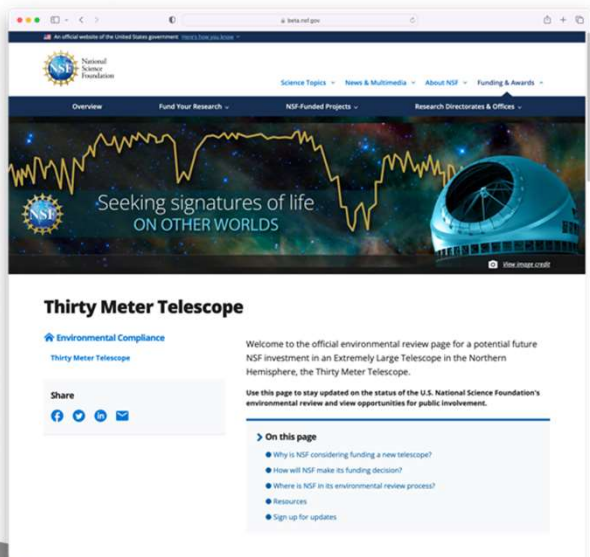 beta.nsf.gov
An official website of the United States government Here's how you know
NSF
National
Science
Foundation
Science Topics
News & Multimedia
About NSF
Funding & Awards
Overview
Fund Your Research
NSF-Funded Projects
Research Directorates & Offices
Seeking signatures of life
ON OTHER WORLDS
NSF
View image credit
Thirty Meter Telescope
Environmental Compliance
Thirty Meter Telescope
Share
Welcome to the official environmental review page for a potential future
NSF investment in an Extremely Large Telescope in the Northern
Hemisphere, the Thirty Meter Telescope.
Use this page to stay updated on the status of the U.S. National Science Foundation's
environmental review and view opportunities for public involvement.
On this page
Why is NSF considering funding a new telescope?
How will NSF make its funding decision?
Where is NSF in its environmental review process?
Resources
Sign up for updates